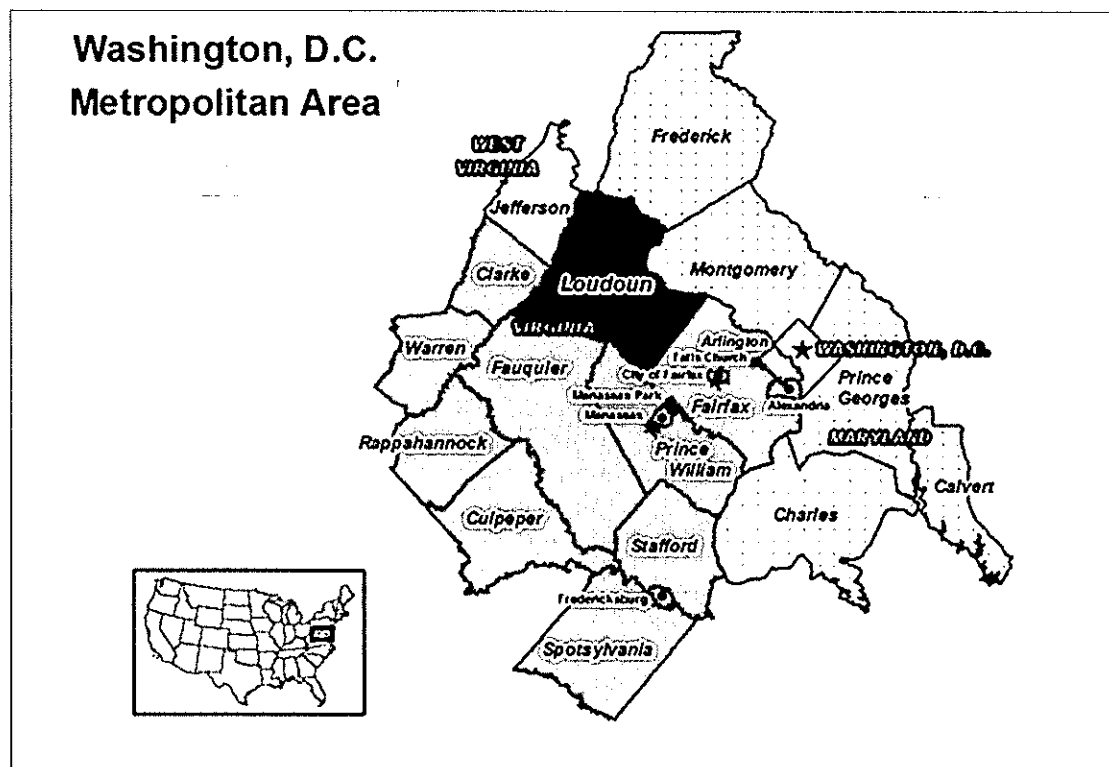 Washington, D.C.
Metropolitan Area
Frederick
WEST
VIRGINIA
Jefferson
Clarke
Loudoun
Montgomery
VIRGINIA
Warren
Fauquier
Arlington
Falls Church
WASHINGTON, D.C.
City of Fairfax
Prince
Georges
Manassas Park
Fairfax
Alexandria
Manassas
MARYLAND
Rappahannock
Prince
William
Calvert
Culpeper
Charles
Stafford
Fredericksburg
Spotsylvania